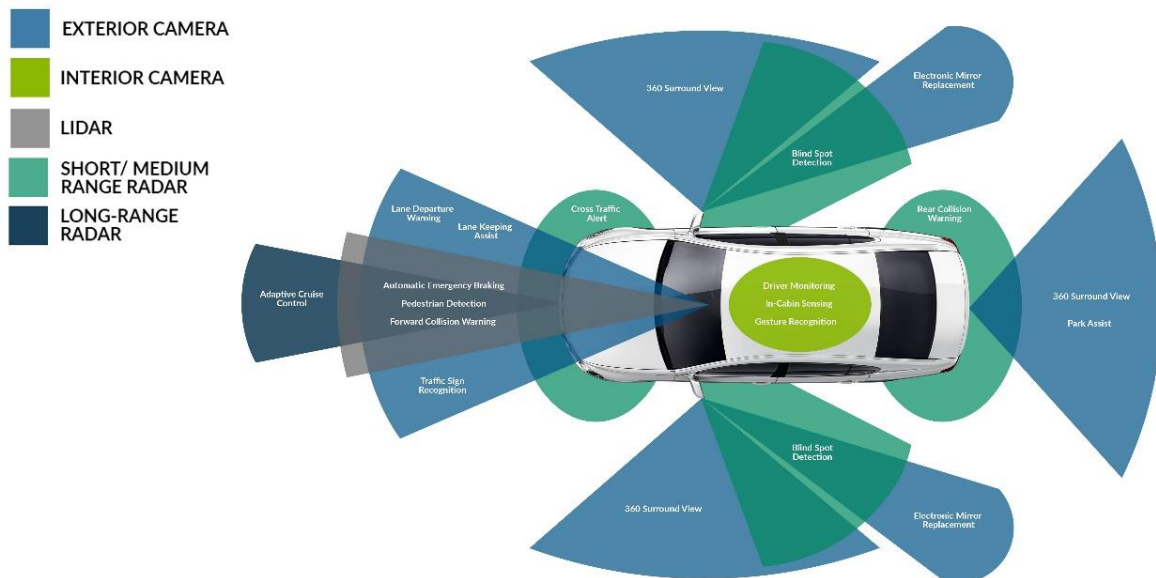 EXTERIOR CAMERA
INTERIOR CAMERA
LIDAR
SHORT/ MEDIUM
RANGE RADAR
LONG-RANGE
RADAR
360 Surround View
Electronic Mirror
Replacement
Blind Spot
Detection
Lane Departure
Warning
Lane Keeping
Assist
Cross Traffic
Alert
Rear Collision
Warning
Adaptive Cruise
Control
Automatic Emergency Braking
Pedestrian Detection
Forward Collision Warning
Driver Monitoring
In-Cabin Sensing
Gesture Recognition
360 Surround View
Park Assist
Traffic Sign
Recognition
Blind Spot
Detection
360 Surround View
Electronic Mirror
Replacement